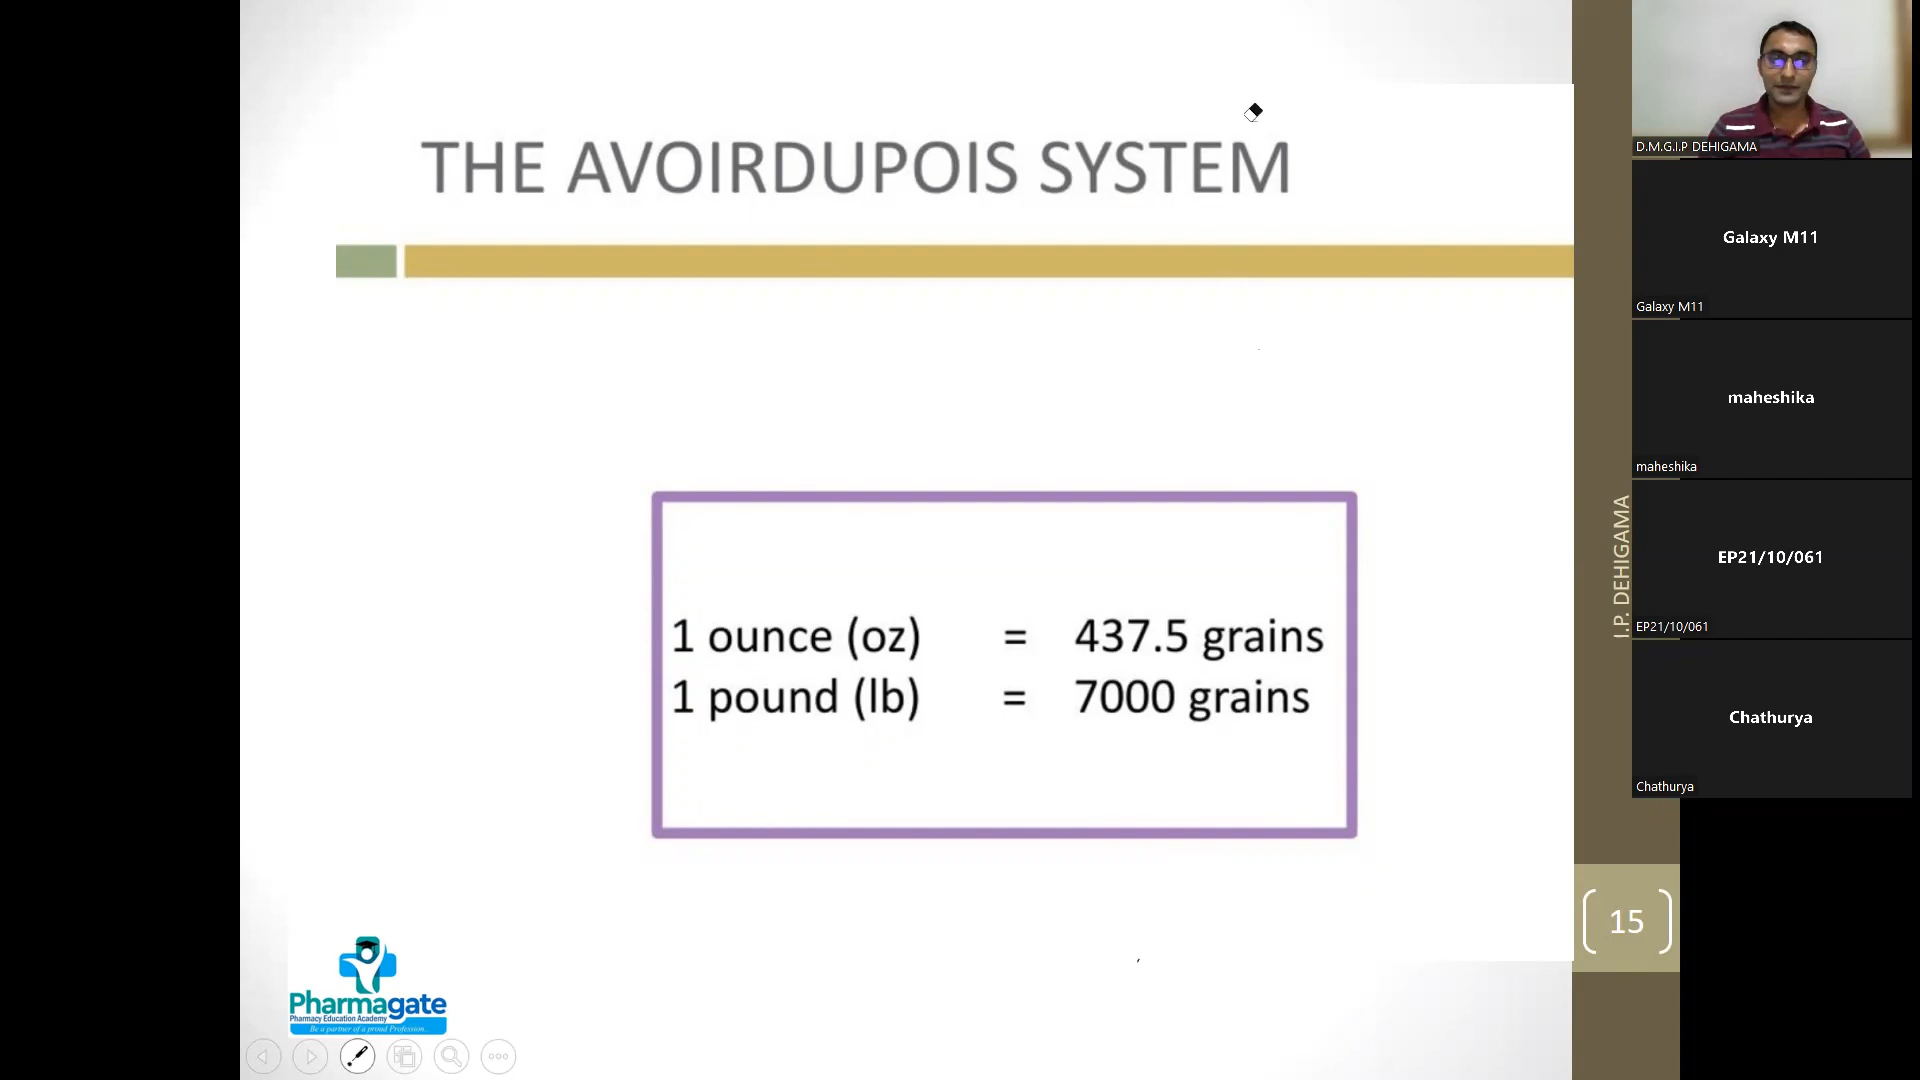 THE AVOIRDUPOIS SYSTEM
1 ounce (oz) = 437.5 grains
1 pound (lb) = 7000 grains
I.P. DEHIGAMA
15
Pharmagate
Pharmacy Education Academy
Be a partner of a proud Profession...
D.M.G.I.P DEHIGAMA
Galaxy M11
Galaxy M11
maheshika
maheshika
EP21/10/061
EP21/10/061
Chathurya
Chathurya